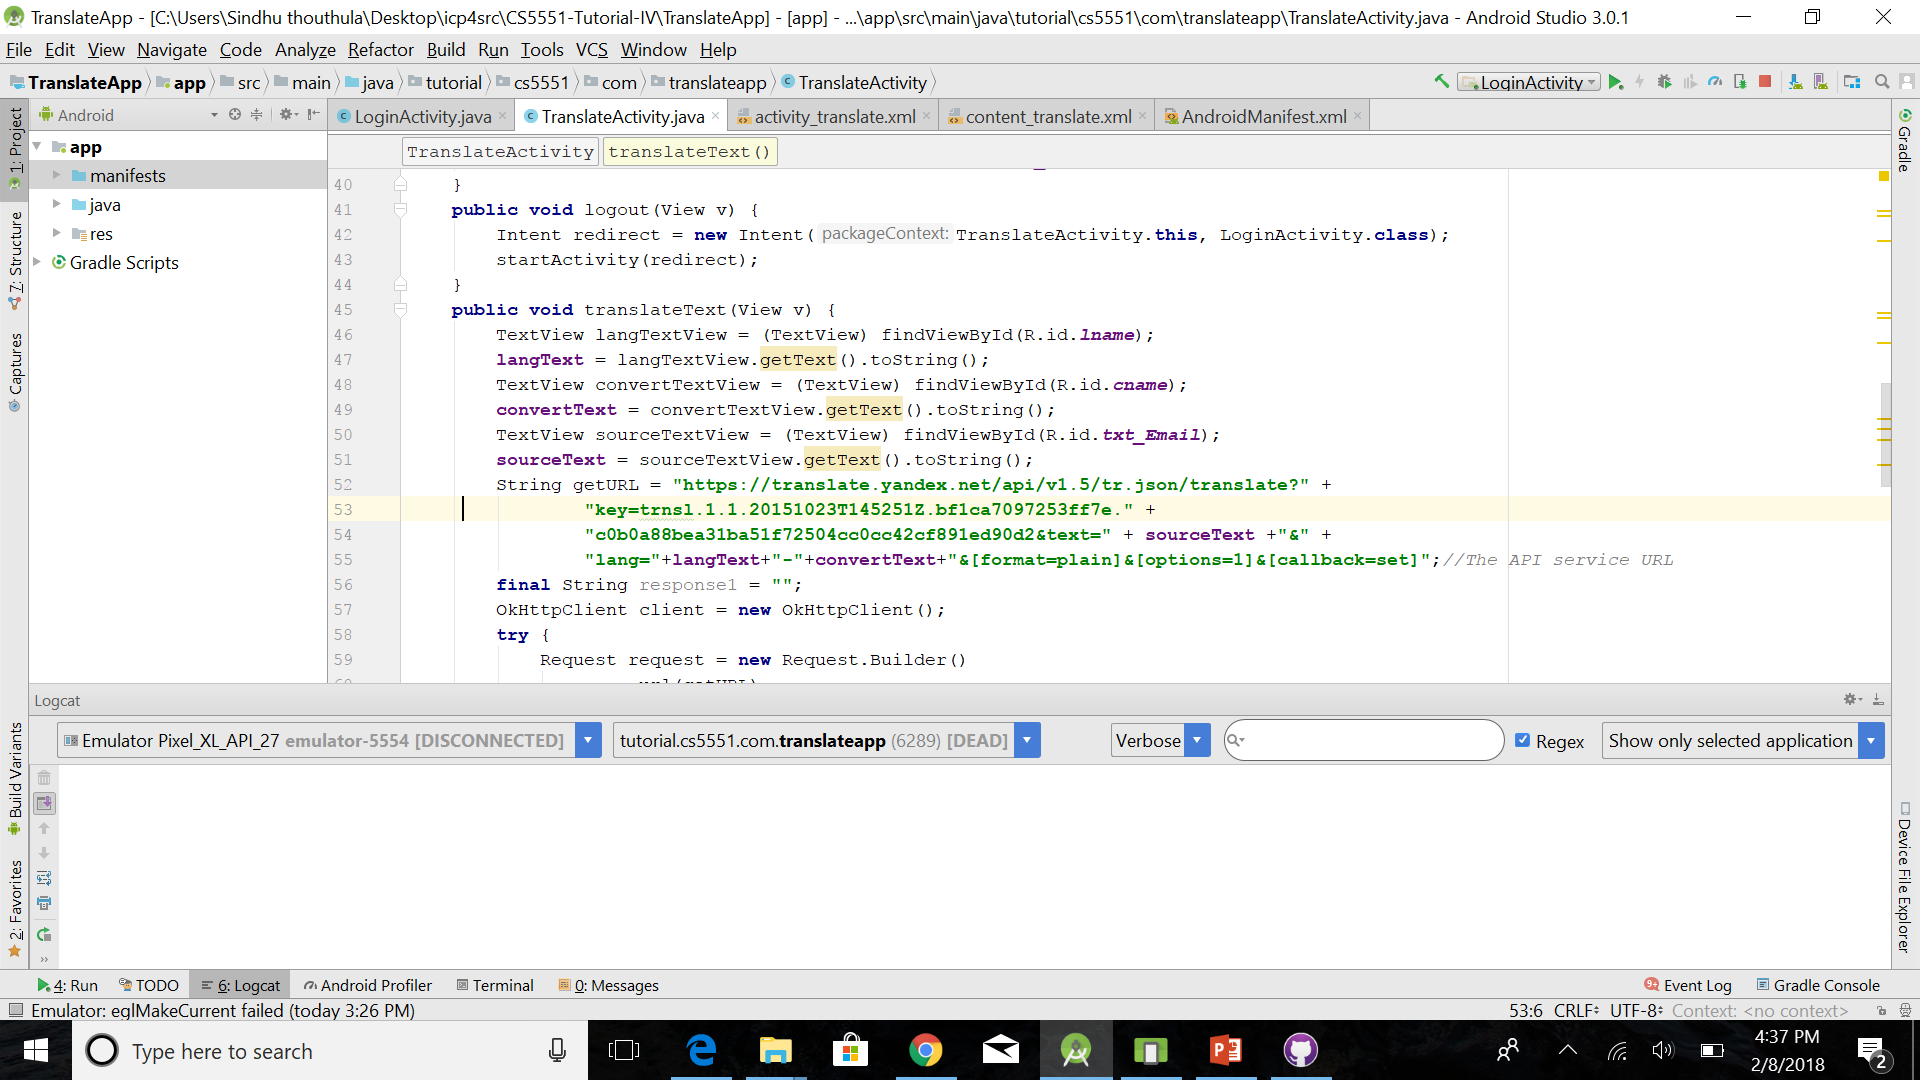 TranslateApp - [C:\Users\Sindhu thouthula\Desktop\icp4src\CS5551-Tutorial-IV\TranslateApp] - [app] - ...\app\src\main\java\tutorial\cs5551\com\translateapp\TranslateActivity.java - Android Studio 3.0.1
File Edit View Navigate Code Analyze Refactor Build Run Tools VCS Window Help
TranslateApp app src main java tutorial cs5551 com translateapp TranslateActivity LoginActivity
1: Project
7: Structure
Captures
Build Variants
2: Favorites
Android
app
manifests
java
res
Gradle Scripts
LoginActivity.java TranslateActivity.java activity_translate.xml content_translate.xml AndroidManifest.xml
TranslateActivity translateText()
40 }
41 public void logout(View v) {
42 Intent redirect = new Intent( packageContext: TranslateActivity.this, LoginActivity.class);
43 startActivity(redirect);
44 }
45 public void translateText(View v) {
46 TextView langTextView = (TextView) findViewById(R.id.lname);
47 langText = langTextView.getText().toString();
48 TextView convertTextView = (TextView) findViewById(R.id.cname);
49 convertText = convertTextView.getText().toString();
50 TextView sourceTextView = (TextView) findViewById(R.id.txt_Email);
51 sourceText = sourceTextView.getText().toString();
52 String getURL = "https://translate.yandex.net/api/v1.5/tr.json/translate?" +
53 "key=trnsl.1.1.20151023T145251Z.bf1ca7097253ff7e." +
54 "c0b0a88bea31ba51f72504cc0cc42cf891ed90d2&text=" + sourceText +"&" +
55 "lang="+langText+"-"+convertText+"&[format=plain]&[options=1]&[callback=set]";//The API service URL
56 final String response1 = "";
57 OkHttpClient client = new OkHttpClient();
58 try {
59 Request request = new Request.Builder()
Gradle
Device File Explorer
Logcat
Emulator Pixel_XL_API_27 emulator-5554 [DISCONNECTED] tutorial.cs5551.com.translateapp (6289) [DEAD] Verbose Regex Show only selected application
4: Run TODO 6: Logcat Android Profiler Terminal 0: Messages Event Log Gradle Console
Emulator: eglMakeCurrent failed (today 3:26 PM) 53:6 CRLF UTF-8 Context: <no context>
Type here to search
4:37 PM
2/8/2018
2